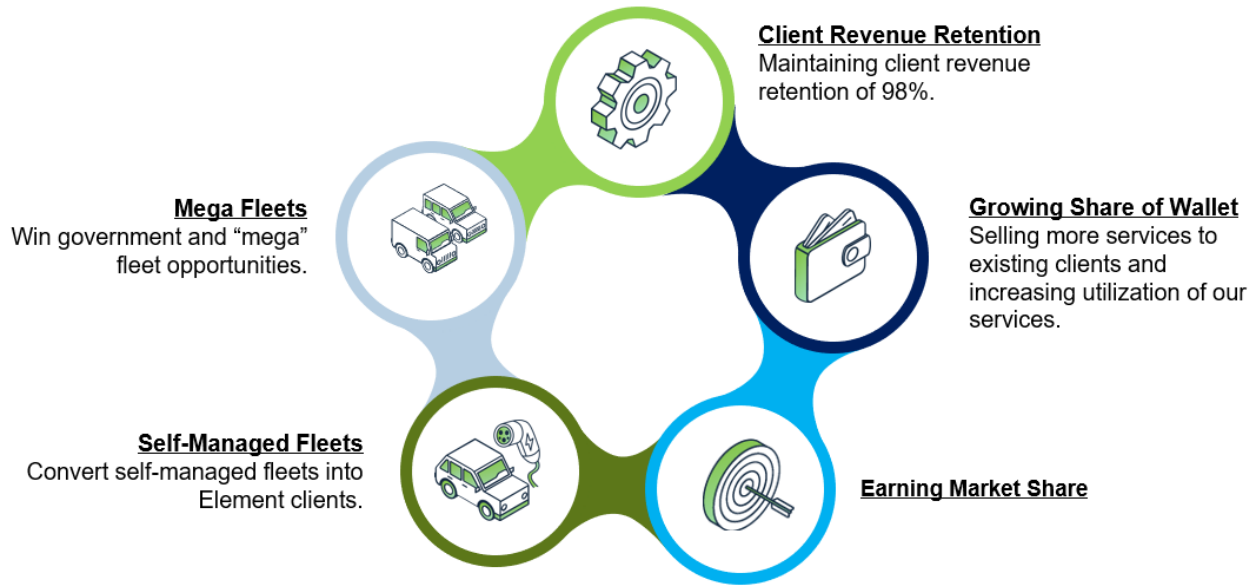 Client Revenue Retention
Maintaining client revenue
retention of 98%.
Growing Share of Wallet
Selling more services to
existing clients and
increasing utilization of our
services.
Earning Market Share
Self-Managed Fleets
Convert self-managed fleets into
Element clients.
Mega Fleets
Win government and “mega”
fleet opportunities.